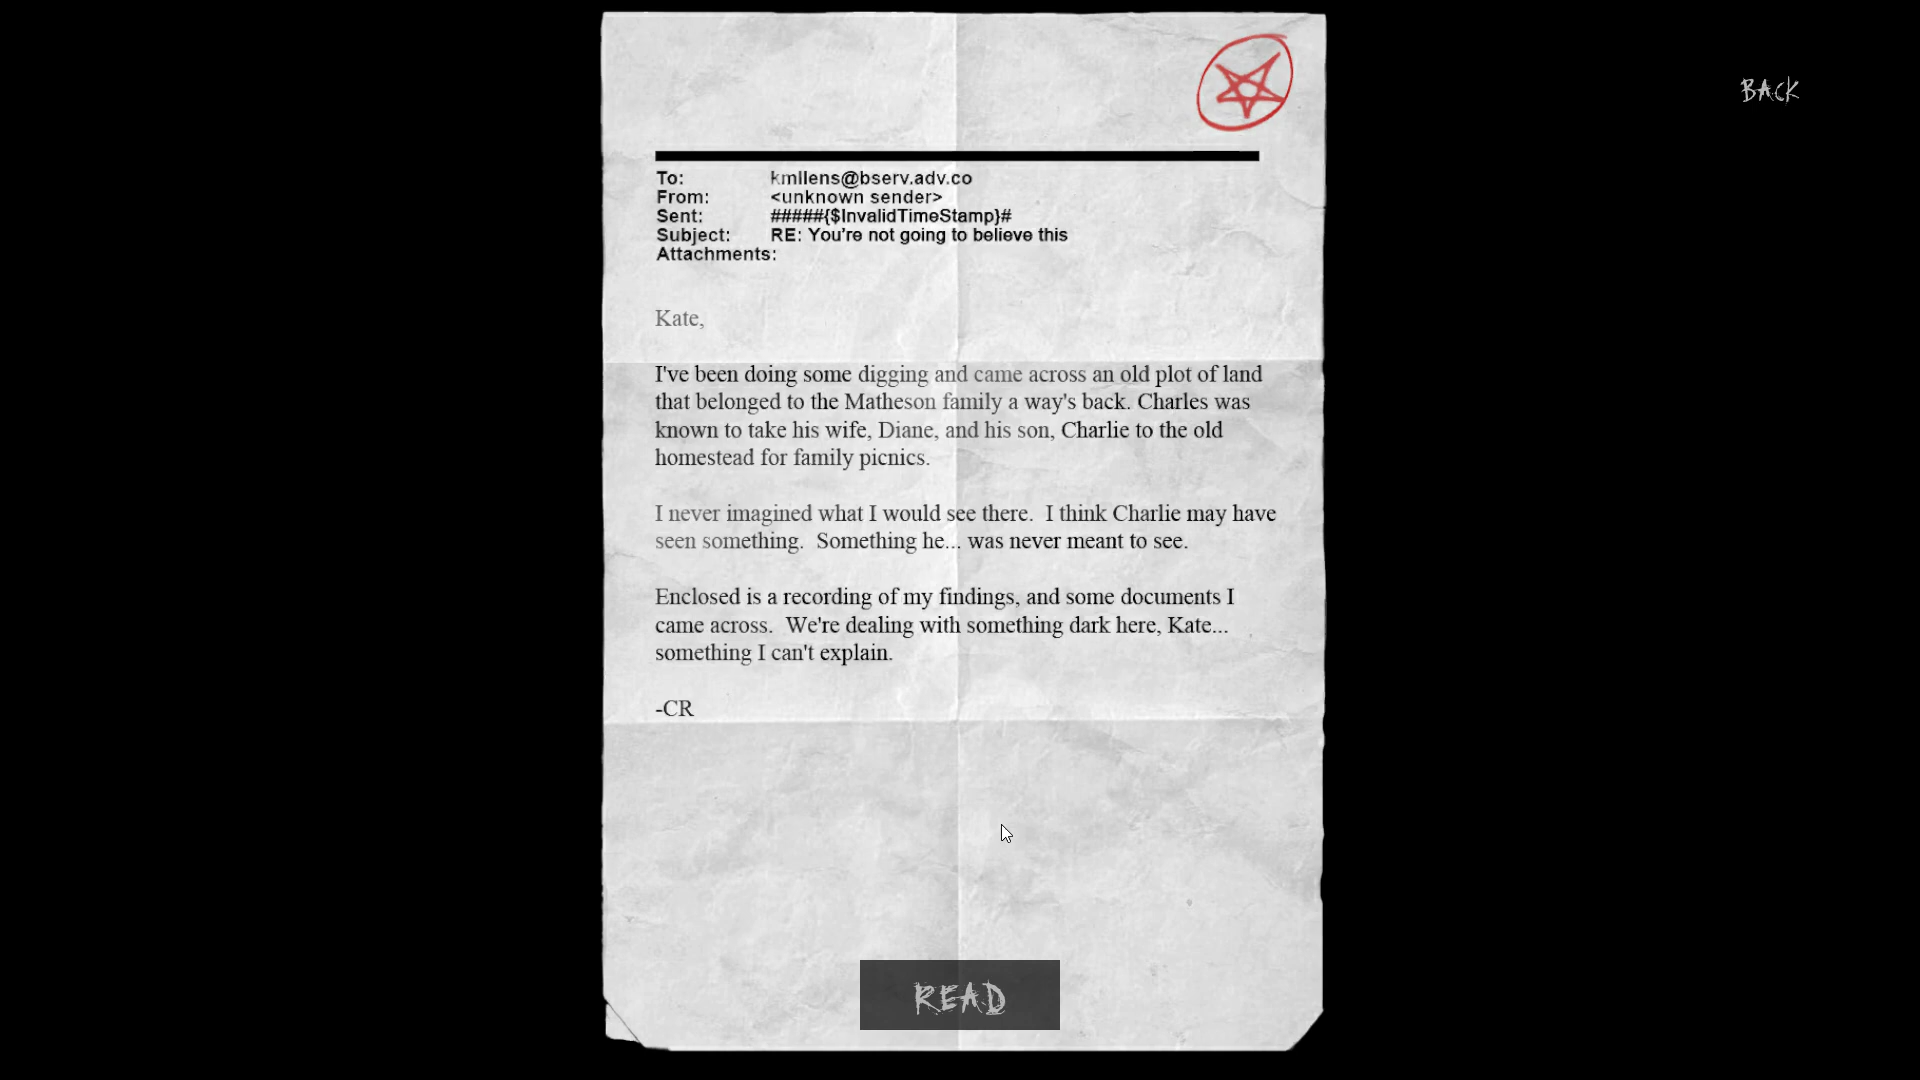 BACK
To: kmilens@bserv.adv.co
From: <unknown sender>
Sent: #####{$InvalidTimeStamp}#
Subject: RE: You're not going to believe this
Attachments:
Kate,
I've been doing some digging and came across an old plot of land
that belonged to the Matheson family a way's back. Charles was
known to take his wife, Diane, and his son, Charlie to the old
homestead for family picnics.
I never imagined what I would see there.  I think Charlie may have
seen something.  Something he... was never meant to see.
Enclosed is a recording of my findings, and some documents I
came across.  We're dealing with something dark here, Kate...
something I can't explain.
-CR
READ